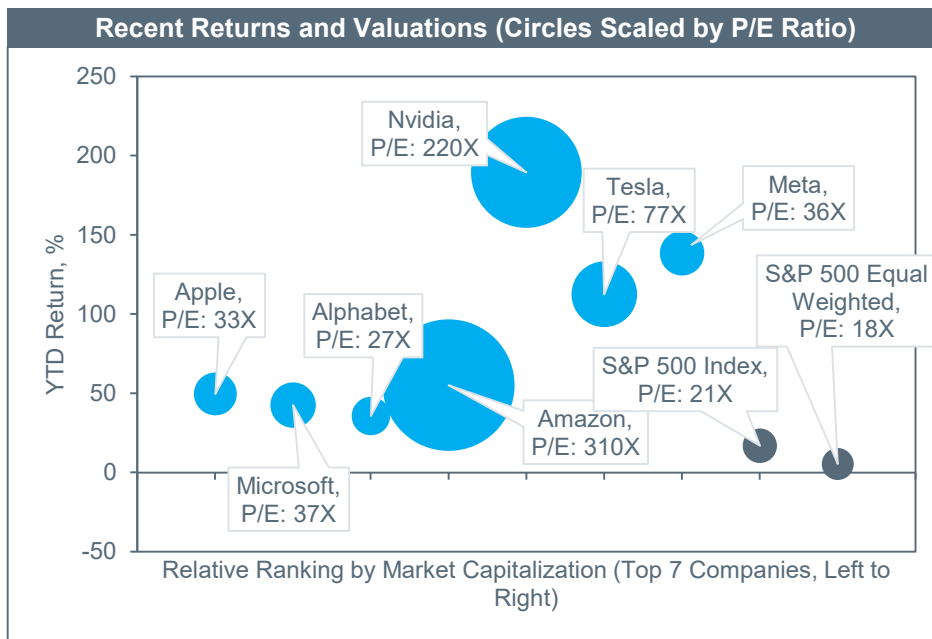 Recent Returns and Valuations (Circles Scaled by P/E Ratio)
250
200
150
100
50
0
-50
YTD Return, %
Nvidia,
P/E: 220X
Tesla,
P/E: 77X
Meta,
P/E: 36X
S&P 500 Equal
Weighted,
P/E: 18X
Apple,
P/E: 33X
Alphabet,
P/E: 27X
S&P 500 Index,
P/E: 21X
Amazon,
P/E: 310X
Microsoft,
P/E: 37X
Relative Ranking by Market Capitalization (Top 7 Companies, Left to
Right)